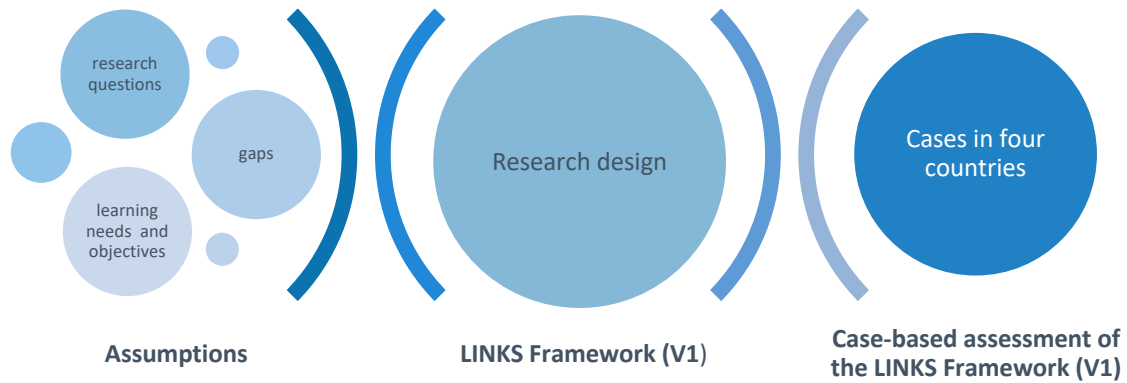 research
questions
gaps
learning
needs and
objectives
Research design
Cases in four
countries
Assumptions
LINKS Framework (V1)
Case-based assessment of
the LINKS Framework (V1)